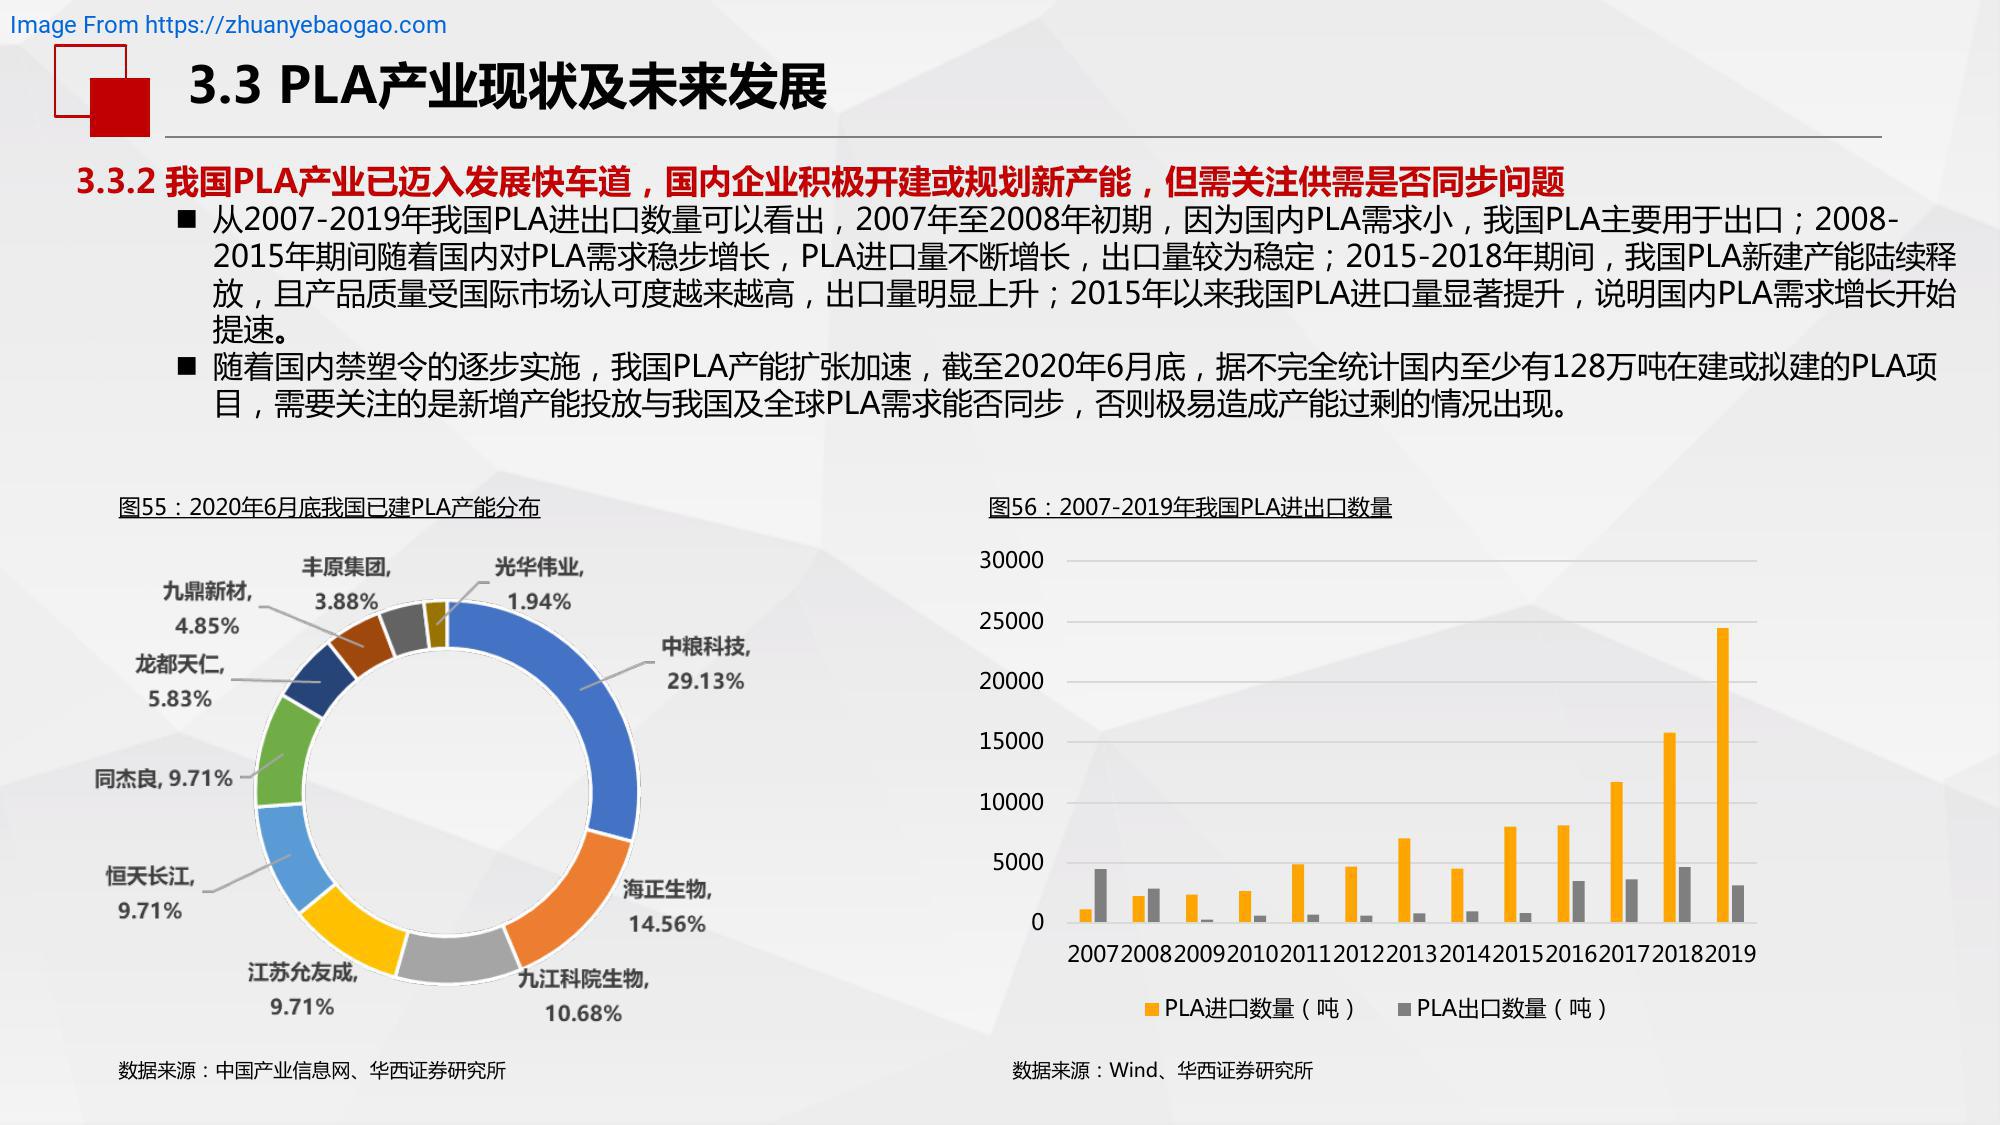 Image From https://zhuanyebaogao.com
3.3 PLA产业现状及未来发展
3.3.2 我国PLA产业已迈入发展快车道，国内企业积极开建或规划新产能，但需关注供需是否同步问题
■ 从2007-2019年我国PLA进出口数量可以看出，2007年至2008年初期，因为国内PLA需求小，我国PLA主要用于出口；2008-
2015年期间随着国内对PLA需求稳步增长，PLA进口量不断增长，出口量较为稳定；2015-2018年期间，我国PLA新建产能陆续释
放，且产品质量受国际市场认可度越来越高，出口量明显上升；2015年以来我国PLA进口量显著提升，说明国内PLA需求增长开始
提速。
■ 随着国内禁塑令的逐步实施，我国PLA产能扩张加速，截至2020年6月底，据不完全统计国内至少有128万吨在建或拟建的PLA项
目，需要关注的是新增产能投放与我国及全球PLA需求能否同步，否则极易造成产能过剩的情况出现。
图55：2020年6月底我国已建PLA产能分布
丰原集团,
3.88%
光华伟业,
1.94%
九鼎新材,
4.85%
中粮科技,
29.13%
龙都天仁,
5.83%
同杰良, 9.71%
恒天长江,
9.71%
海正生物,
14.56%
江苏允友成,
9.71%
九江科院生物,
10.68%
数据来源：中国产业信息网、华西证券研究所
图56：2007-2019年我国PLA进出口数量
30000
25000
20000
15000
10000
5000
0
2007 2008 2009 2010 2011 2012 2013 2014 2015 2016 2017 2018 2019
PLA进口数量（吨） PLA出口数量（吨）
数据来源：Wind、华西证券研究所